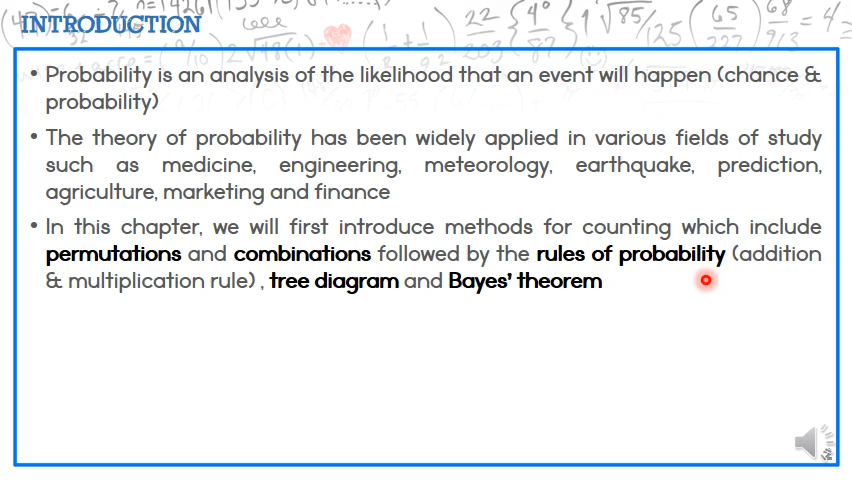 INTRODUCTION
• Probability is an analysis of the likelihood that an event will happen (chance &
probability)
• The theory of probability has been widely applied in various fields of study
such as medicine, engineering, meteorology, earthquake, prediction,
agriculture, marketing and finance
• In this chapter, we will first introduce methods for counting which include
permutations and combinations followed by the rules of probability (addition
& multiplication rule) , tree diagram and Bayes’ theorem